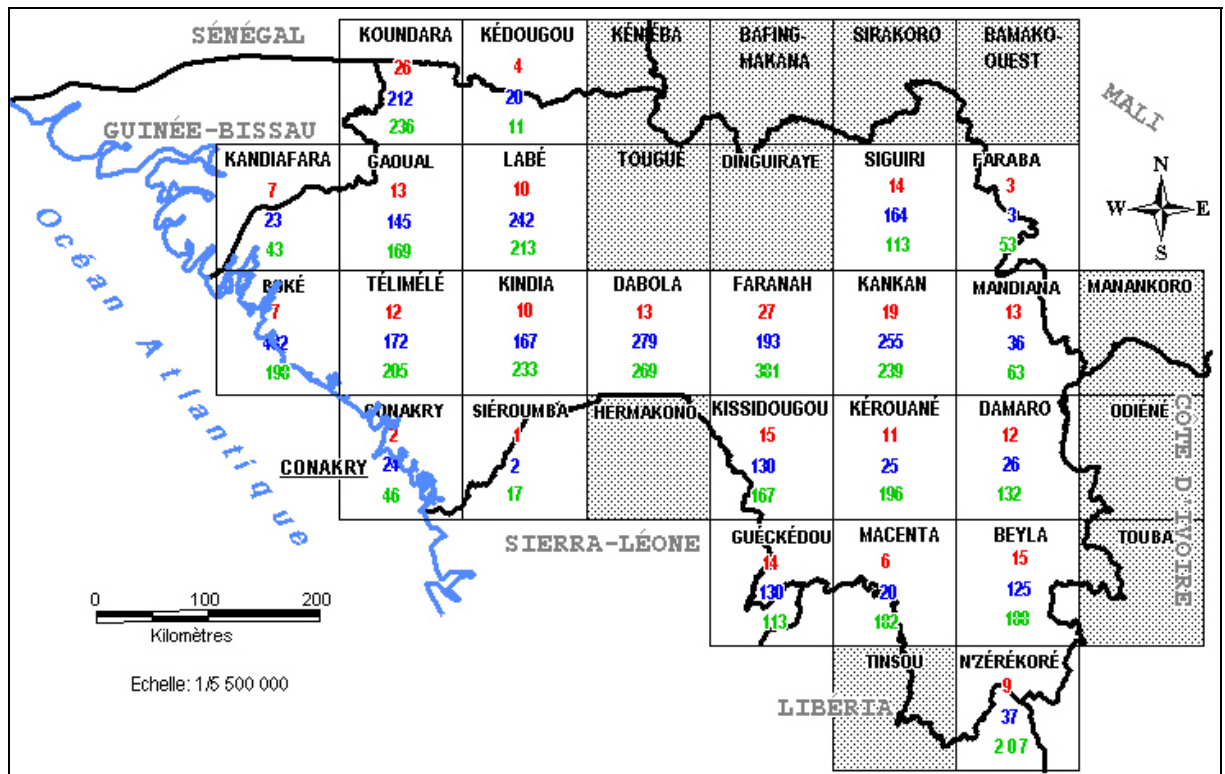 SÉNÉGAL
KOUNDARA
26
212
236
KÉDOUGOU
4
20
11
KÉNIÉBA
BAFING-
MAKANA
SIRAKORO
BAMAKO-
OUEST
MALI
GUINÉE-BISSAU
KANDIAFARA
7
23
43
GAOUAL
13
145
169
LABÉ
10
242
213
TOUGUÉ
DINGUIRAYE
SIGUIRI
14
164
113
FARABA
3
3
53
N
W E
S
Océan Atlantique
BOKÉ
7
198
TÉLIMÉLÉ
12
172
205
KINDIA
10
167
233
DABOLA
13
279
269
FARANAH
27
193
381
KANKAN
19
255
239
MANDIANA
13
36
63
MANANKORO
CONAKRY
2
24
46
CONAKRY
SIÉROUMBA
1
2
17
HERMAKONO
KISSIDOUGOU
15
130
167
KÉROUANÉ
11
25
196
DAMARO
12
26
132
ODIÉNÉ
COTE D'IVOIRE
SIERRA-LÉONE
GUÉCKÉDOU
14
130
113
MACENTA
6
20
182
BEYLA
15
125
188
TOUBA
0 100 200
Kilomètres
Echelle: 1/5 500 000
TINSOU
LIBÉRIA
N'ZÉRÉKORÉ
9
37
207